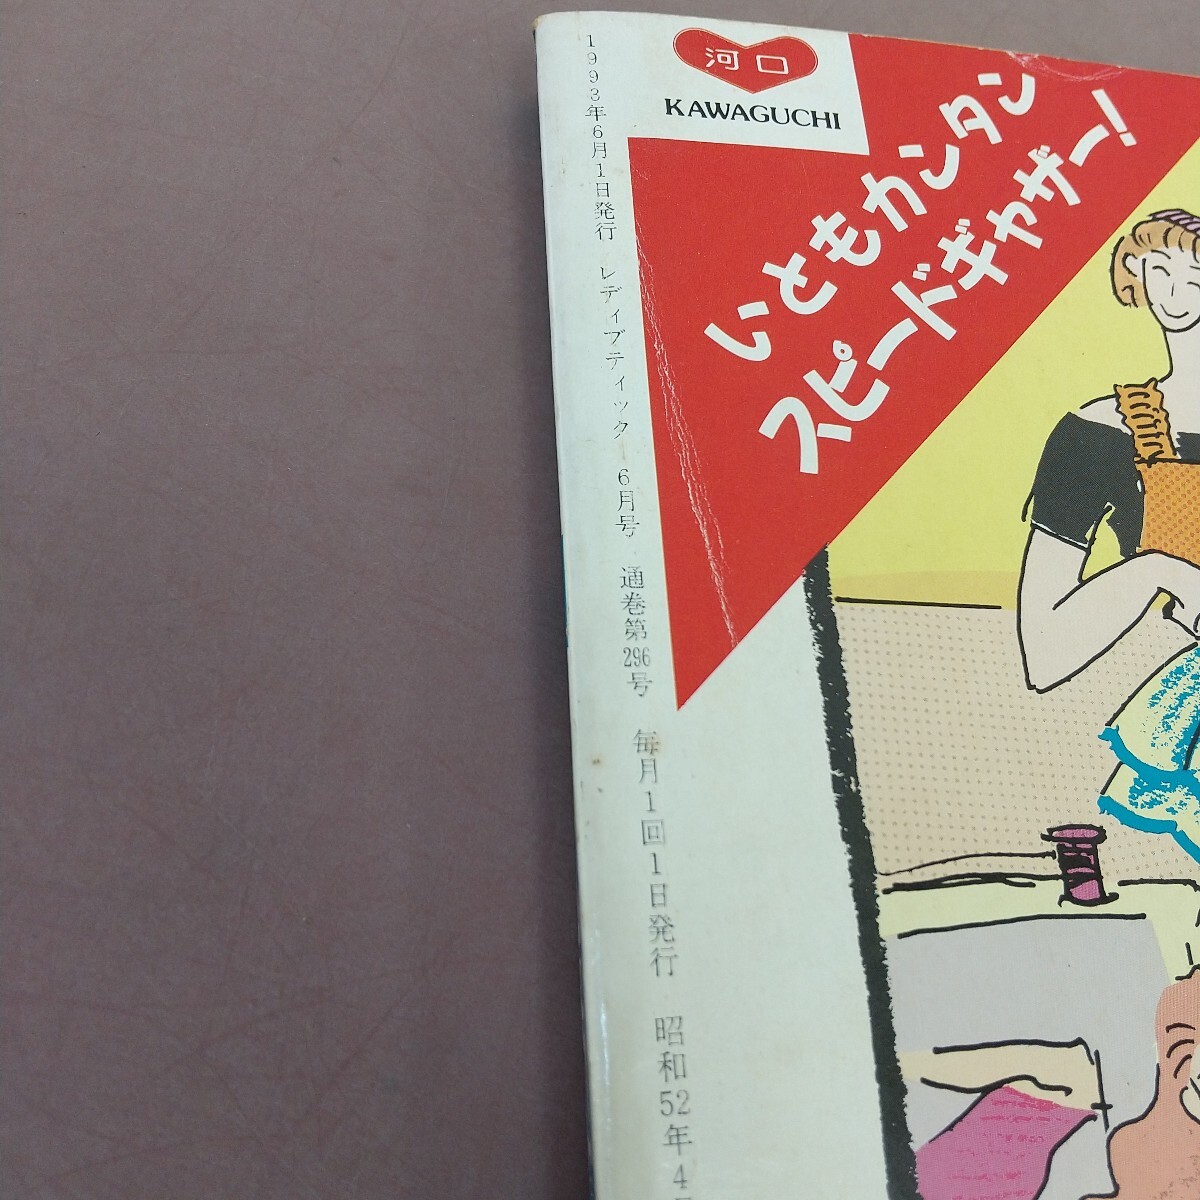 河口
KAWAGUCHI
いともカンタン
スピードギャザー!
1993年6月1日発行 レディブティック 6月号 通巻第296号 毎月1回1日発行 昭和52年4